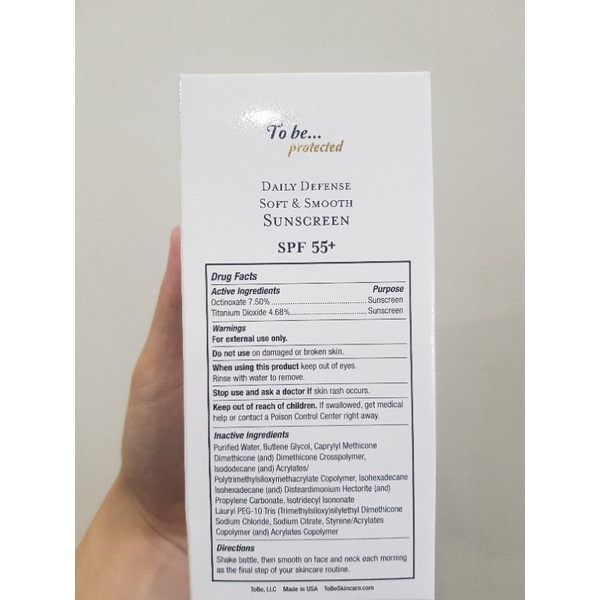 To be...
protected
DAILY DEFENSE
SOFT & SMOOTH
SUNSCREEN
SPF 55+
Drug Facts
Active Ingredients Purpose
Octinoxate 7.50%.......................... Sunscreen
Titanium Dioxide 4.68%.......................... Sunscreen
Warnings
For external use only.
Do not use on damaged or broken skin.
When using this product keep out of eyes.
Rinse with water to remove.
Stop use and ask a doctor if skin rash occurs.
Keep out of reach of children. If swallowed, get medical
help or contact a Poison Control Center right away.
Inactive Ingredients
Purified Water, Butlene Glycol, Caprylyl Methicone
Dimethicone (and) Dimethicone Crosspolymer,
Isododecane (and) Acrylates/
Polytrimethylsiloxymethacrylate Copolymer, Isohexadecane
Isohexadecane (and) Disteardimonium Hectorite (and)
Propylene Carbonate, Isotridecyl Isononate
Lauryl PEG-10 Tris (Trimethylsiloxy)silylethyl Dimethicone
Sodium Chloride, Sodium Citrate, Styrene/Acrylates
Copolymer (and) Acrylates Copolymer
Directions
Shake bottle, then smooth on face and neck each morning
as the final step of your skincare routine.
ToBe, LLC Made in USA ToBeSkincare.com